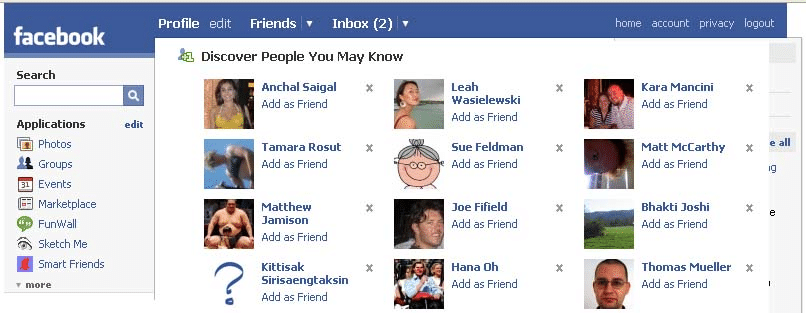 facebook
Profile edit Friends Inbox (2) home account privacy logout
Search
Applications edit
Photos
Groups
Events
31
Marketplace
FunWall
Sketch Me
Smart Friends
more
Discover People You May Know
Anchal Saigal x
Add as Friend
Leah x
Wasielewski
Add as Friend
Kara Mancini x
Add as Friend
Tamara Rosut x
Add as Friend
Sue Feldman x
Add as Friend
Matt McCarthy x
Add as Friend
Matthew x
Jamison
Add as Friend
Joe Fifield x
Add as Friend
Bhakti Joshi x
Add as Friend
?
Kittisak x
Sirisaengtaksin
Add as Friend
Hana Oh x
Add as Friend
Thomas Mueller x
Add as Friend
e all